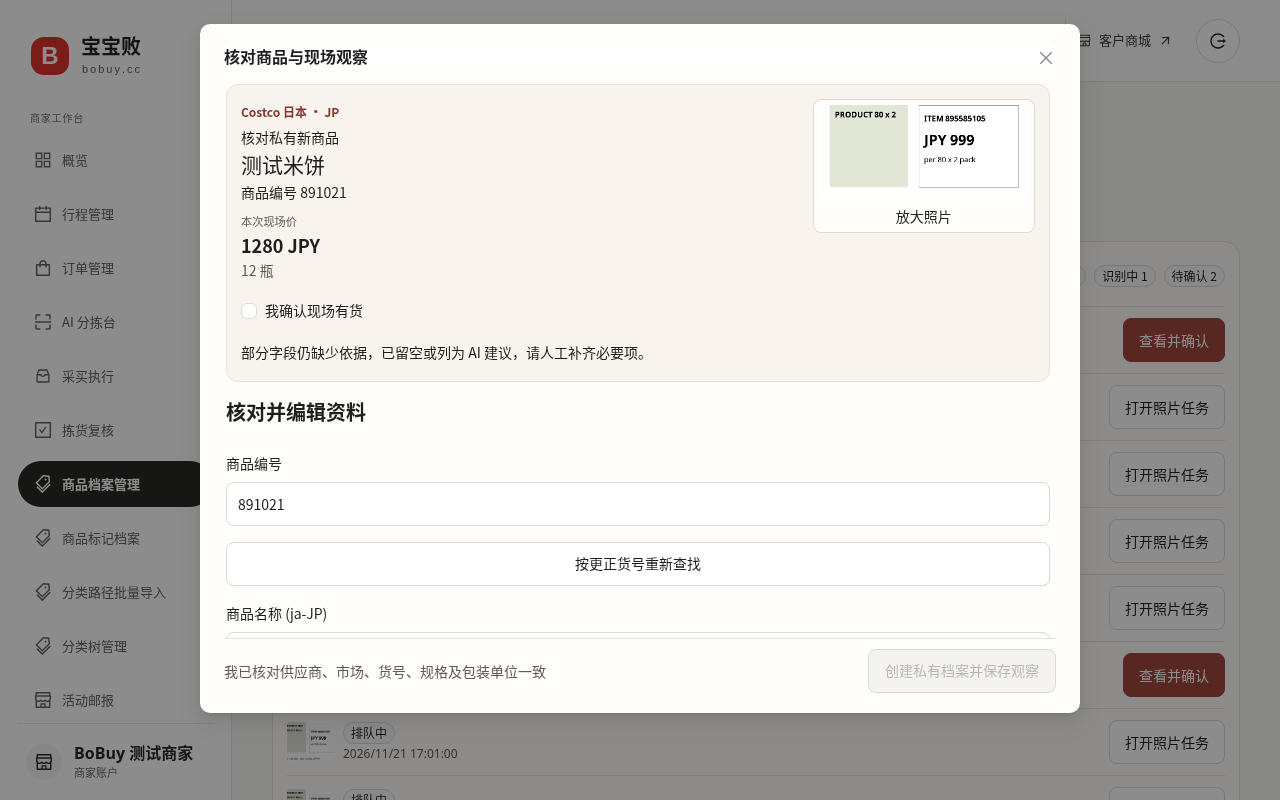 B
宝宝败
bobuy.cc
商家工作台
概览
行程管理
订单管理
AI 分拣台
采买执行
拣货复核
商品档案管理
商品标记档案
分类路径批量导入
分类树管理
活动邮报
BoBuy 测试商家
商家账户
客户商城
识别中 1
待确认 2
查看并确认
打开照片任务
打开照片任务
打开照片任务
打开照片任务
查看并确认
打开照片任务
排队中
2026/11/21 17:01:00
排队中
核对商品与现场观察
Costco 日本 · JP
核对私有新商品
测试米饼
商品编号 891021
本次现场价
1280 JPY
12 瓶
我确认现场有货
部分字段仍缺少依据，已留空或列为 AI 建议，请人工补齐必要项。
PRODUCT 80 x 2
ITEM 895585105
JPY 999
per 80 x 2 pack
放大照片
核对并编辑资料
商品编号
891021
按更正货号重新查找
商品名称 (ja-JP)
我已核对供应商、市场、货号、规格及包装单位一致
创建私有档案并保存观察